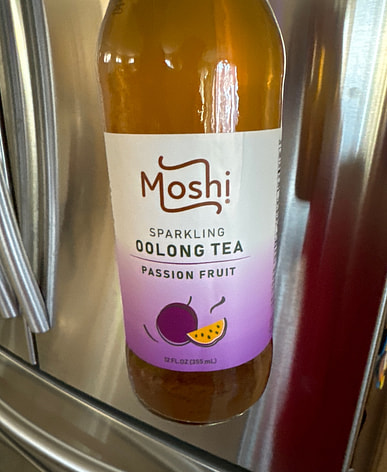 Moshi
SPARKLING
OOLONG TEA
PASSION FRUIT
12 FL OZ (355 mL)